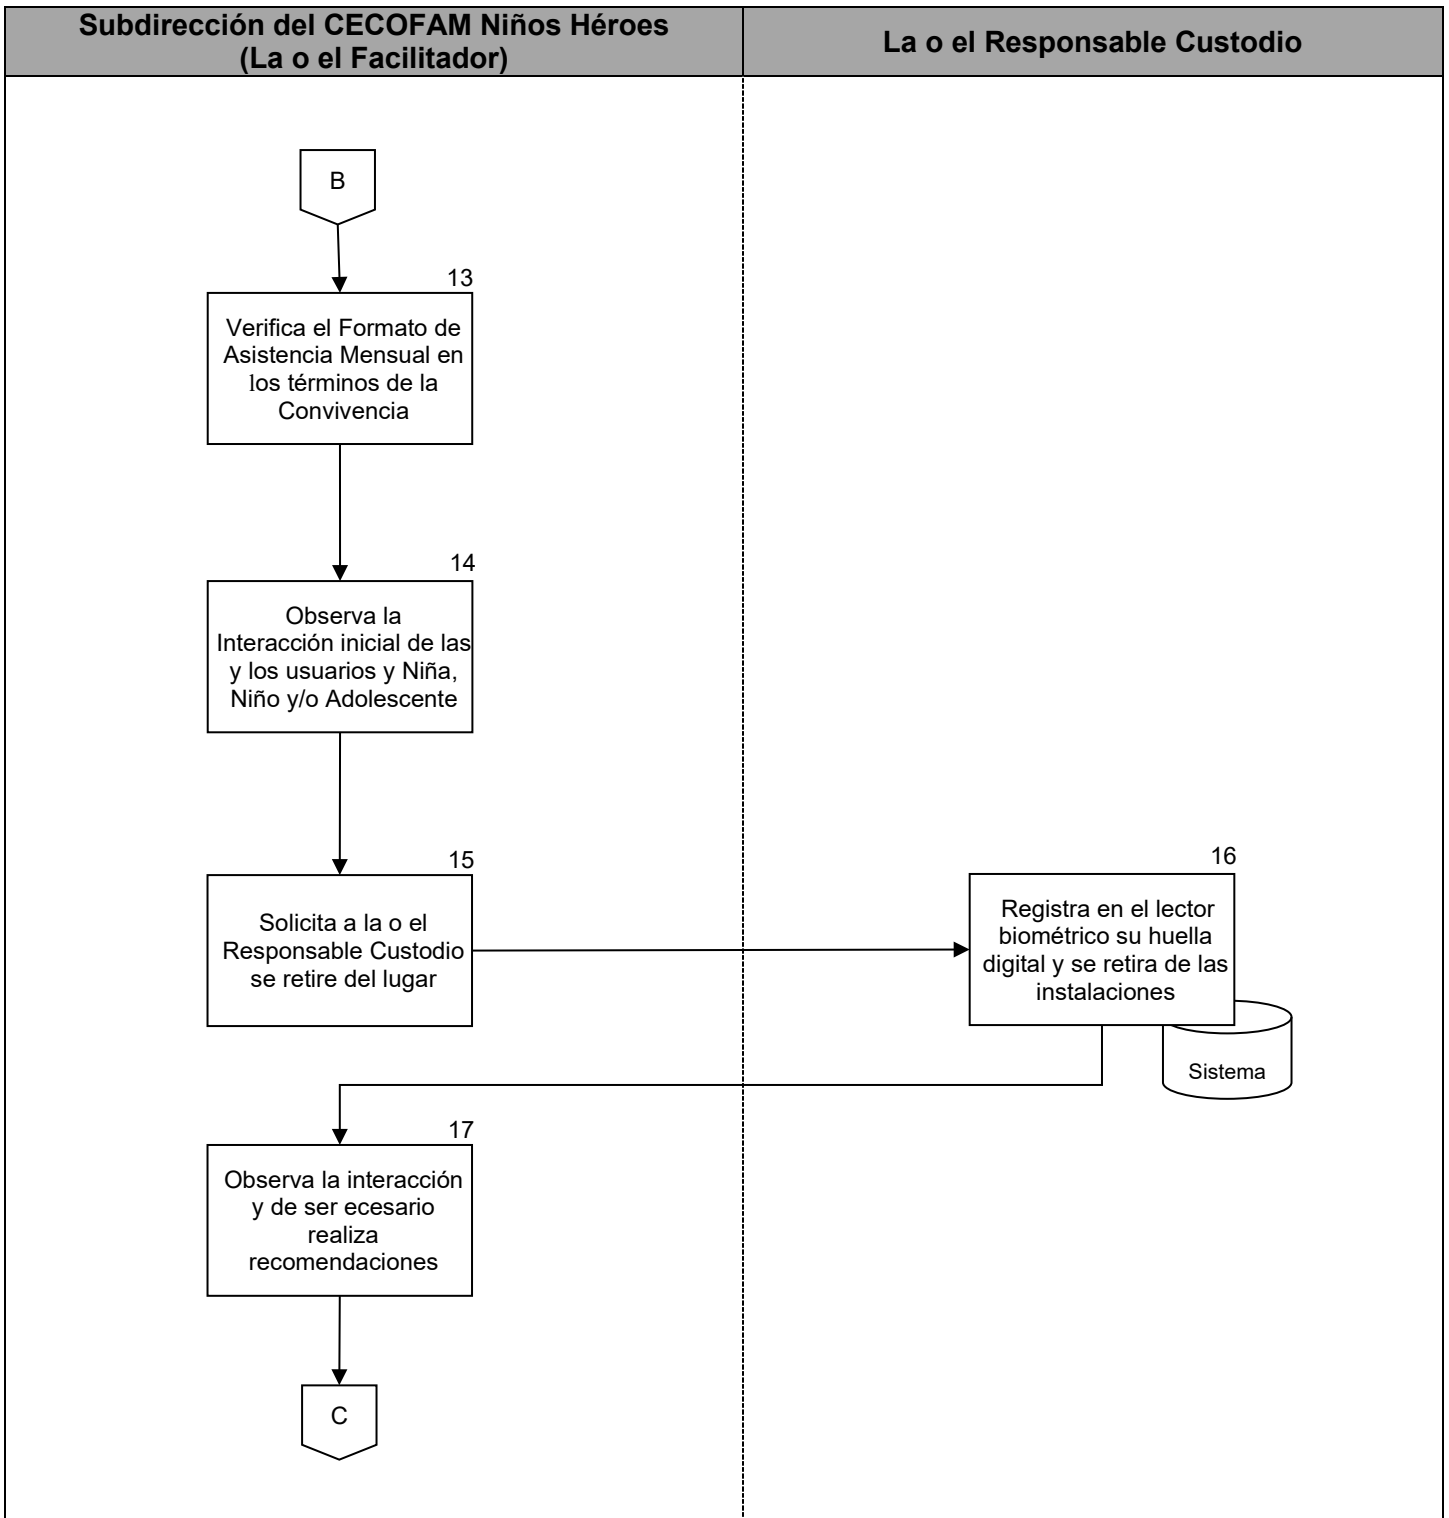 Subdirección del CECOFAM Niños Héroes
(La o el Facilitador)
La o el Responsable Custodio
B
13
Verifica el Formato de
Asistencia Mensual en
los términos de la
Convivencia
14
Observa la
Interacción inicial de las
y los usuarios y Niña,
Niño y/o Adolescente
15
Solicita a la o el
Responsable Custodio
se retire del lugar
16
Registra en el lector
biométrico su huella
digital y se retira de las
instalaciones
Sistema
17
Observa la interacción
y de ser ecesario
realiza
recomendaciones
C